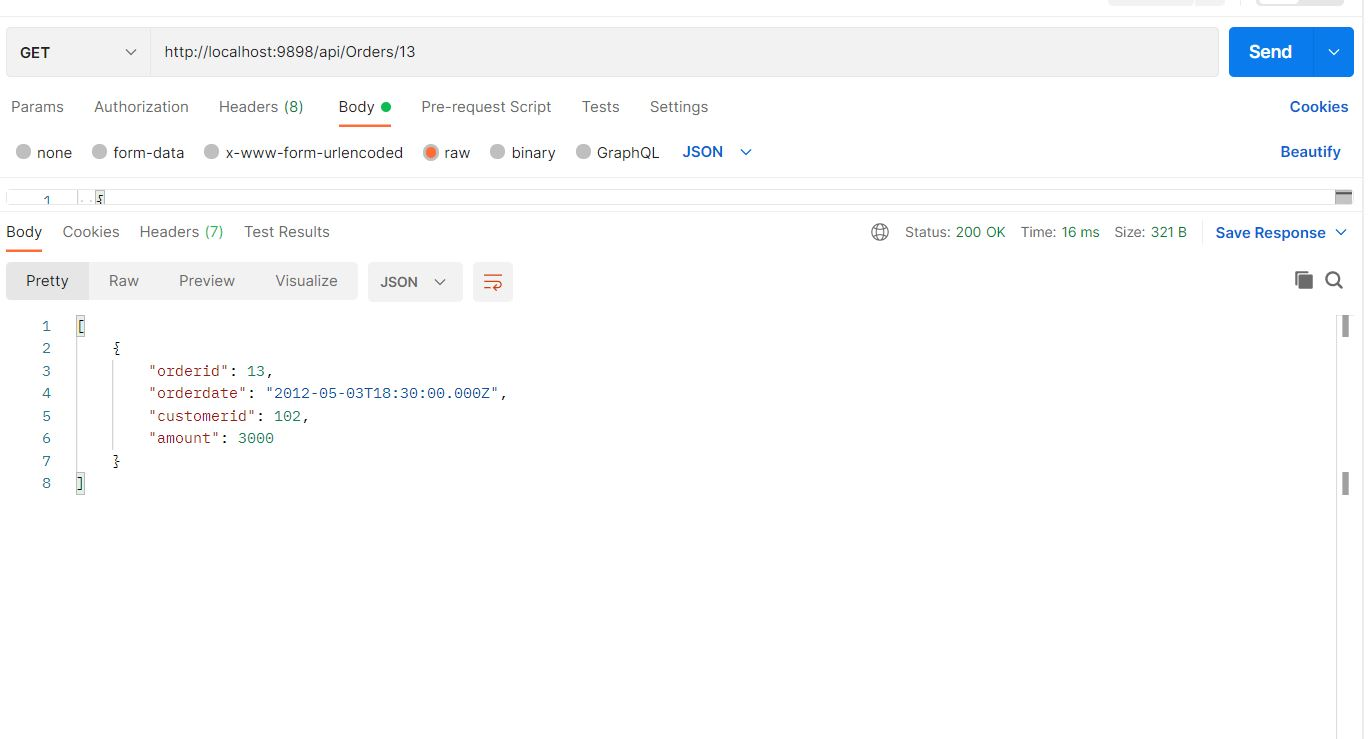 GET http://localhost:9898/api/Orders/13 Send
Params Authorization Headers (8) Body Pre-request Script Tests Settings Cookies
none form-data x-www-form-urlencoded raw binary GraphQL JSON Beautify
1 {
Body Cookies Headers (7) Test Results Status: 200 OK Time: 16 ms Size: 321 B Save Response
Pretty Raw Preview Visualize JSON
1 [
2 {
3 "orderid": 13,
4 "orderdate": "2012-05-03T18:30:00.000Z",
5 "customerid": 102,
6 "amount": 3000
7 }
8 ]